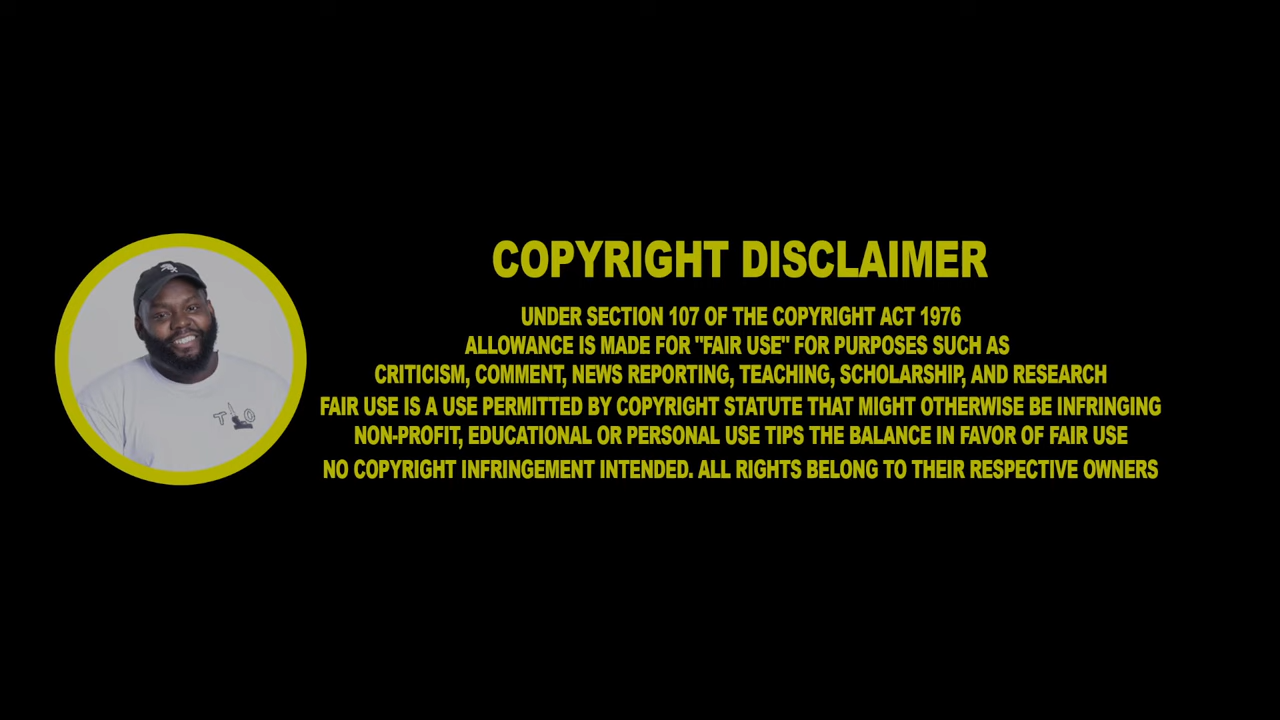 COPYRIGHT DISCLAIMER
UNDER SECTION 107 OF THE COPYRIGHT ACT 1976
ALLOWANCE IS MADE FOR "FAIR USE" FOR PURPOSES SUCH AS
CRITICISM, COMMENT, NEWS REPORTING, TEACHING, SCHOLARSHIP, AND RESEARCH
FAIR USE IS A USE PERMITTED BY COPYRIGHT STATUTE THAT MIGHT OTHERWISE BE INFRINGING
NON-PROFIT, EDUCATIONAL OR PERSONAL USE TIPS THE BALANCE IN FAVOR OF FAIR USE
NO COPYRIGHT INFRINGEMENT INTENDED. ALL RIGHTS BELONG TO THEIR RESPECTIVE OWNERS